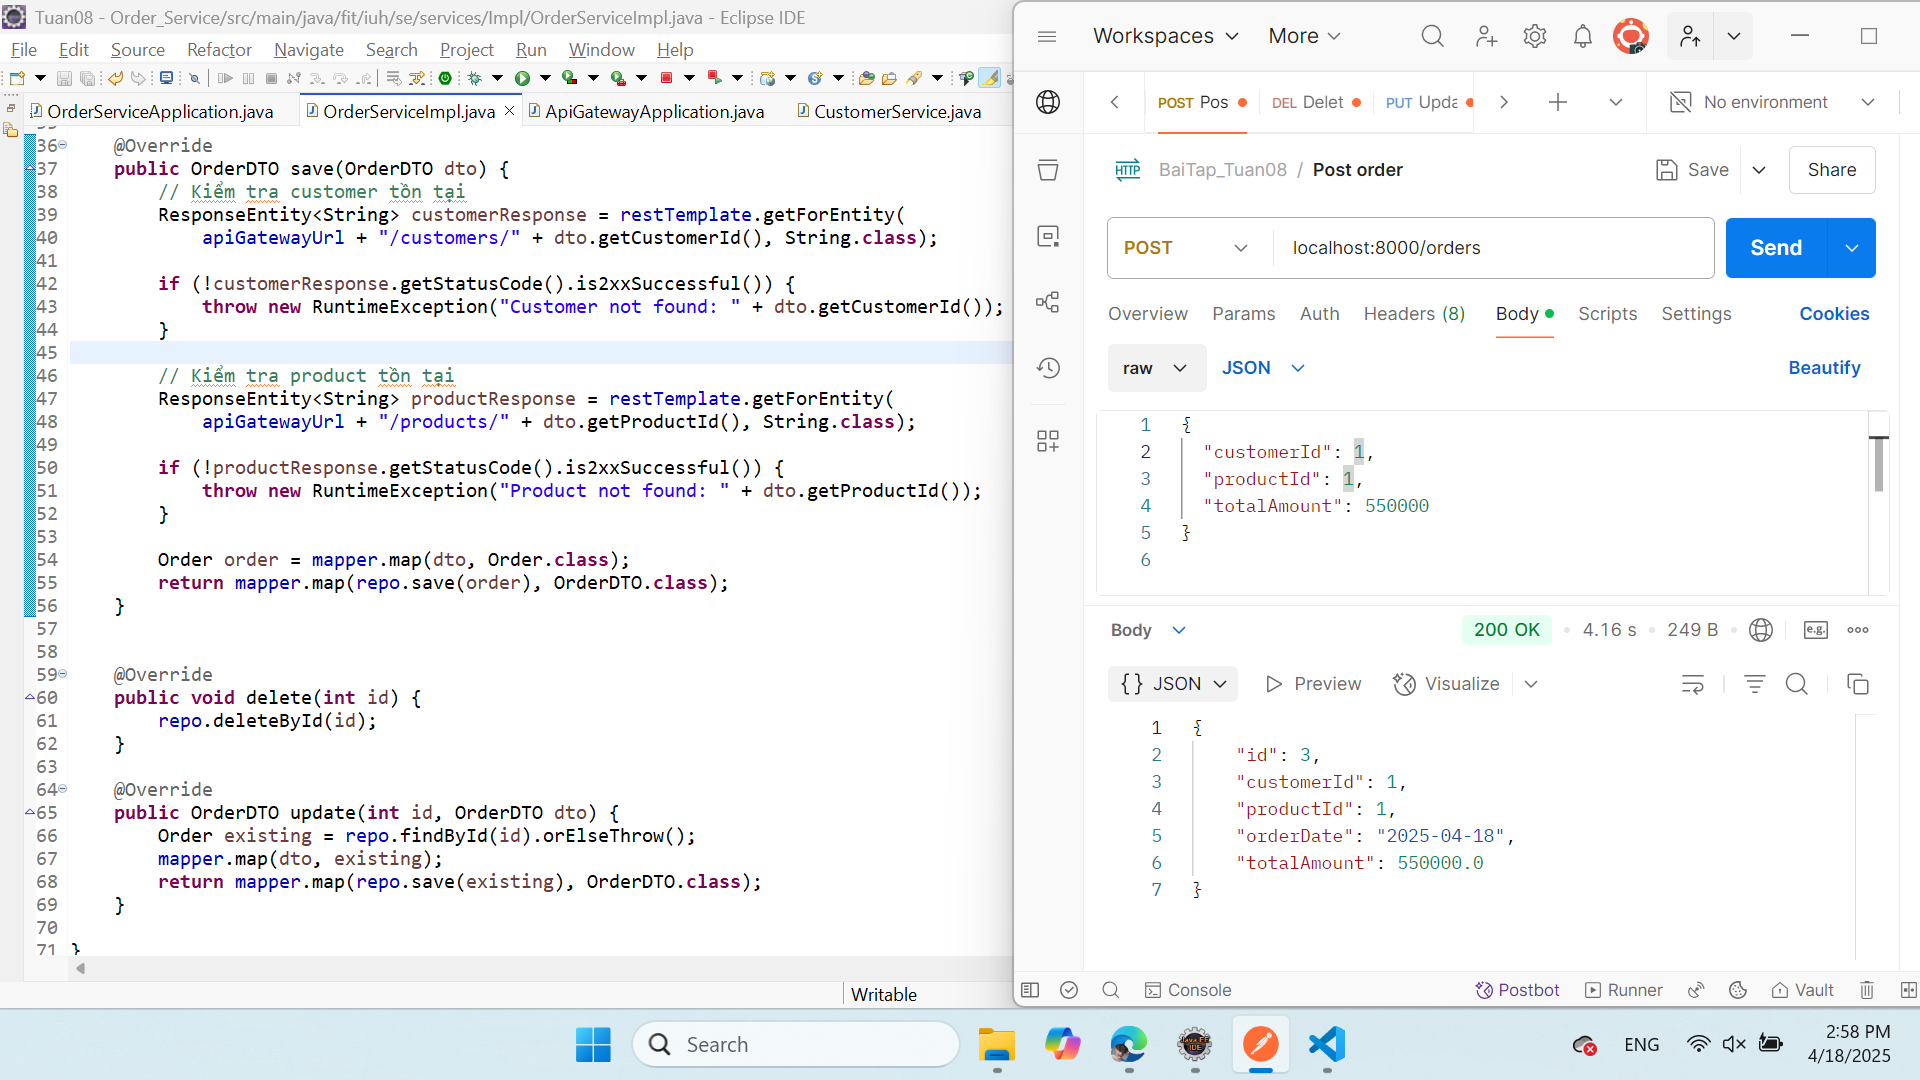 Tuan08 - Order_Service/src/main/java/fit/iuh/se/services/Impl/OrderServiceImpl.java - Eclipse IDE
File Edit Source Refactor Navigate Search Project Run Window Help
OrderServiceApplication.java OrderServiceImpl.java ApiGatewayApplication.java CustomerService.java
36 @Override
37 public OrderDTO save(OrderDTO dto) {
38 // Kiểm tra customer tồn tại
39 ResponseEntity<String> customerResponse = restTemplate.getForEntity(
40 apiGatewayUrl + "/customers/" + dto.getCustomerId(), String.class);
41
42 if (!customerResponse.getStatusCode().is2xxSuccessful()) {
43 throw new RuntimeException("Customer not found: " + dto.getCustomerId());
44 }
45
46 // Kiểm tra product tồn tại
47 ResponseEntity<String> productResponse = restTemplate.getForEntity(
48 apiGatewayUrl + "/products/" + dto.getProductId(), String.class);
49
50 if (!productResponse.getStatusCode().is2xxSuccessful()) {
51 throw new RuntimeException("Product not found: " + dto.getProductId());
52 }
53
54 Order order = mapper.map(dto, Order.class);
55 return mapper.map(repo.save(order), OrderDTO.class);
56 }
57
58
59 @Override
60 public void delete(int id) {
61 repo.deleteById(id);
62 }
63
64 @Override
65 public OrderDTO update(int id, OrderDTO dto) {
66 Order existing = repo.findById(id).orElseThrow();
67 mapper.map(dto, existing);
68 return mapper.map(repo.save(existing), OrderDTO.class);
69 }
70
71 }
Writable
Workspaces More
POST Pos DEL Delet PUT Upda No environment
HTTP BaiTap_Tuan08 / Post order Save Share
POST localhost:8000/orders Send
Overview Params Auth Headers (8) Body Scripts Settings Cookies
raw JSON Beautify
1 {
2 "customerId": 1,
3 "productId": 1,
4 "totalAmount": 550000
5 }
6
Body 200 OK 4.16 s 249 B e.g.
{} JSON Preview Visualize
1 {
2 "id": 3,
3 "customerId": 1,
4 "productId": 1,
5 "orderDate": "2025-04-18",
6 "totalAmount": 550000.0
7 }
Console Postbot Runner Vault
Search ENG 2:58 PM
4/18/2025